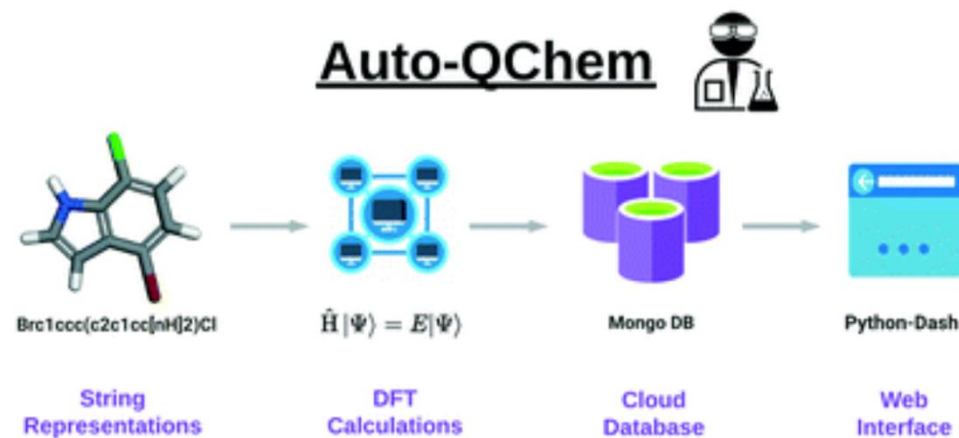 Auto-QChem
Brc1ccc(c2c1cc[nH]2)Cl
Ĥ|Ψ⟩ = E|Ψ⟩
Mongo DB
Python-Dash
String
Representations
DFT
Calculations
Cloud
Database
Web
Interface